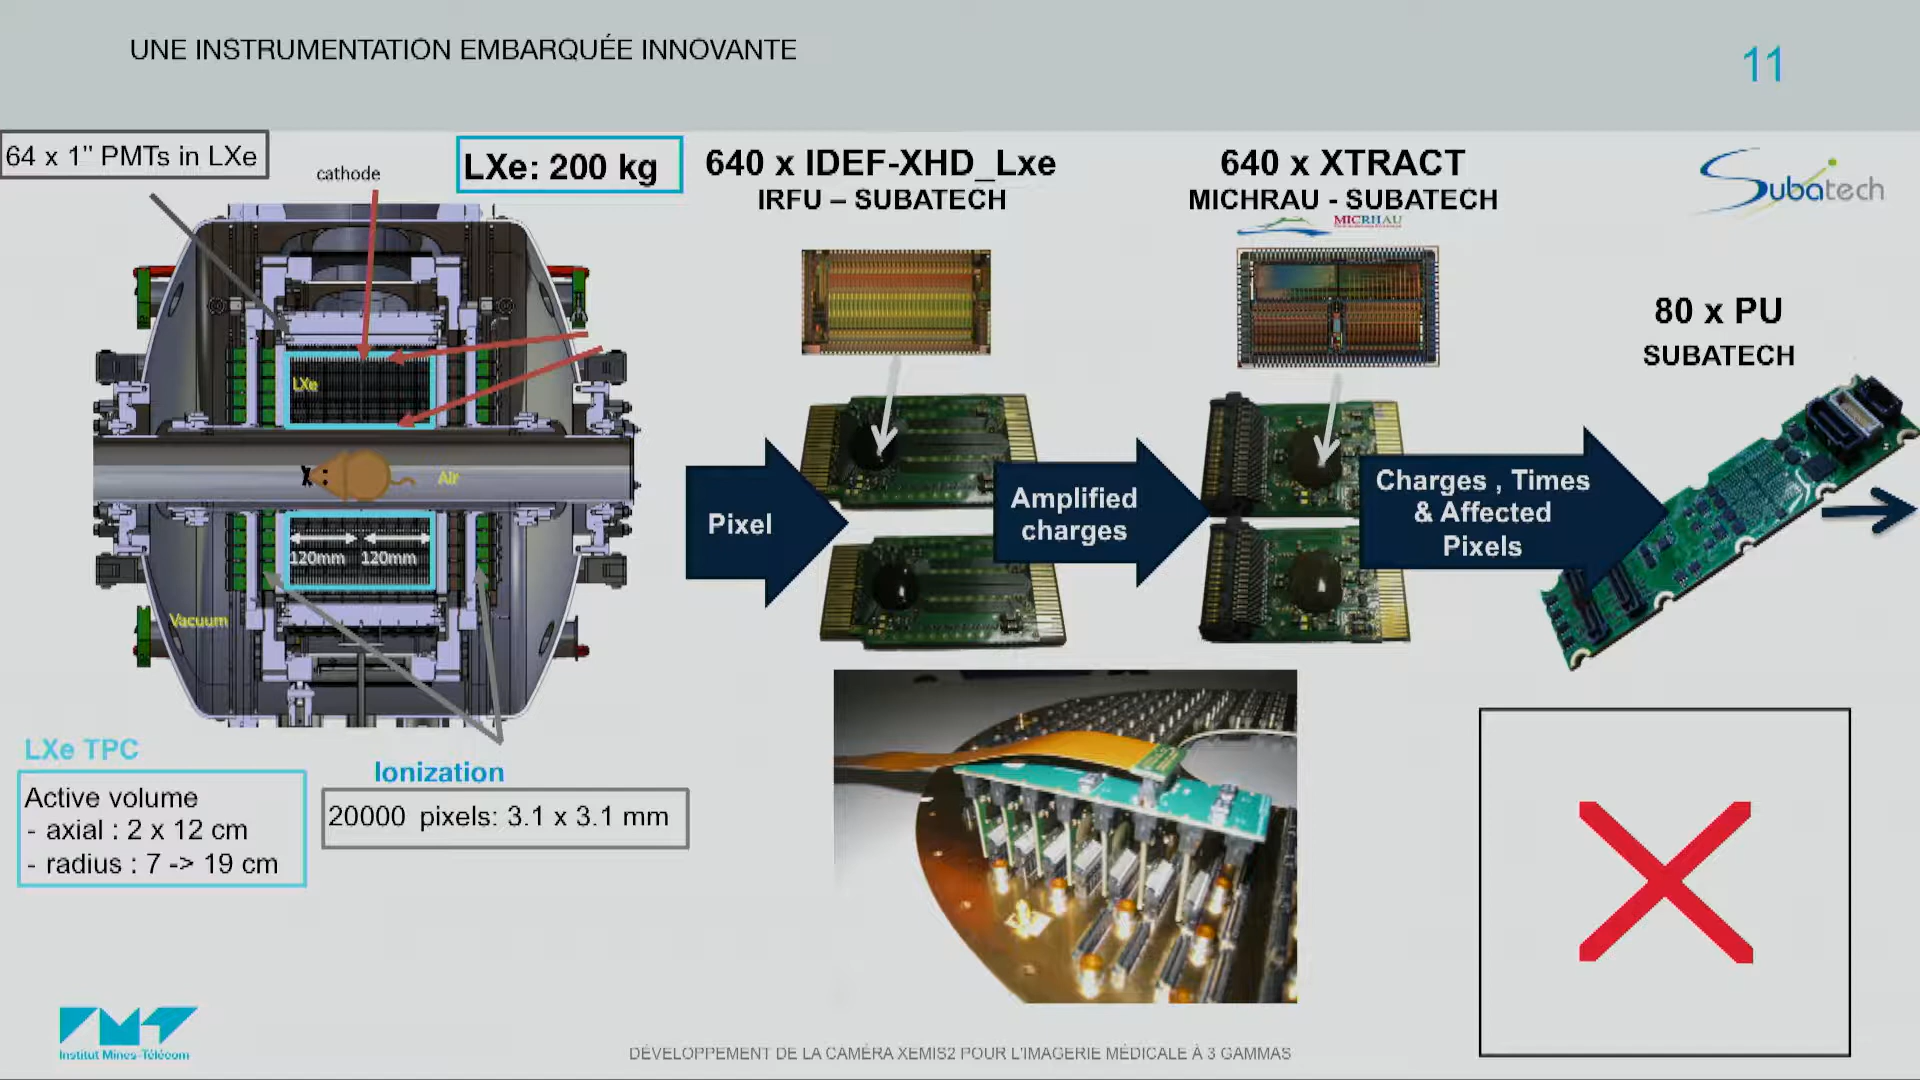 UNE INSTRUMENTATION EMBARQUÉE INNOVANTE
11
64 x 1" PMTs in LXe
cathode
LXe: 200 kg
640 x IDEF-XHD_Lxe
IRFU – SUBATECH
640 x XTRACT
MICHRAU - SUBATECH
MICRHAU
Subatech
80 x PU
SUBATECH
LXe
Air
120mm
120mm
Vacuum
Pixel
Amplified
charges
Charges , Times
& Affected
Pixels
LXe TPC
Active volume
- axial : 2 x 12 cm
- radius : 7 -> 19 cm
Ionization
20000 pixels: 3.1 x 3.1 mm
Institut Mines-Télécom
DÉVELOPPEMENT DE LA CAMÉRA XEMIS2 POUR L'IMAGERIE MÉDICALE À 3 GAMMAS